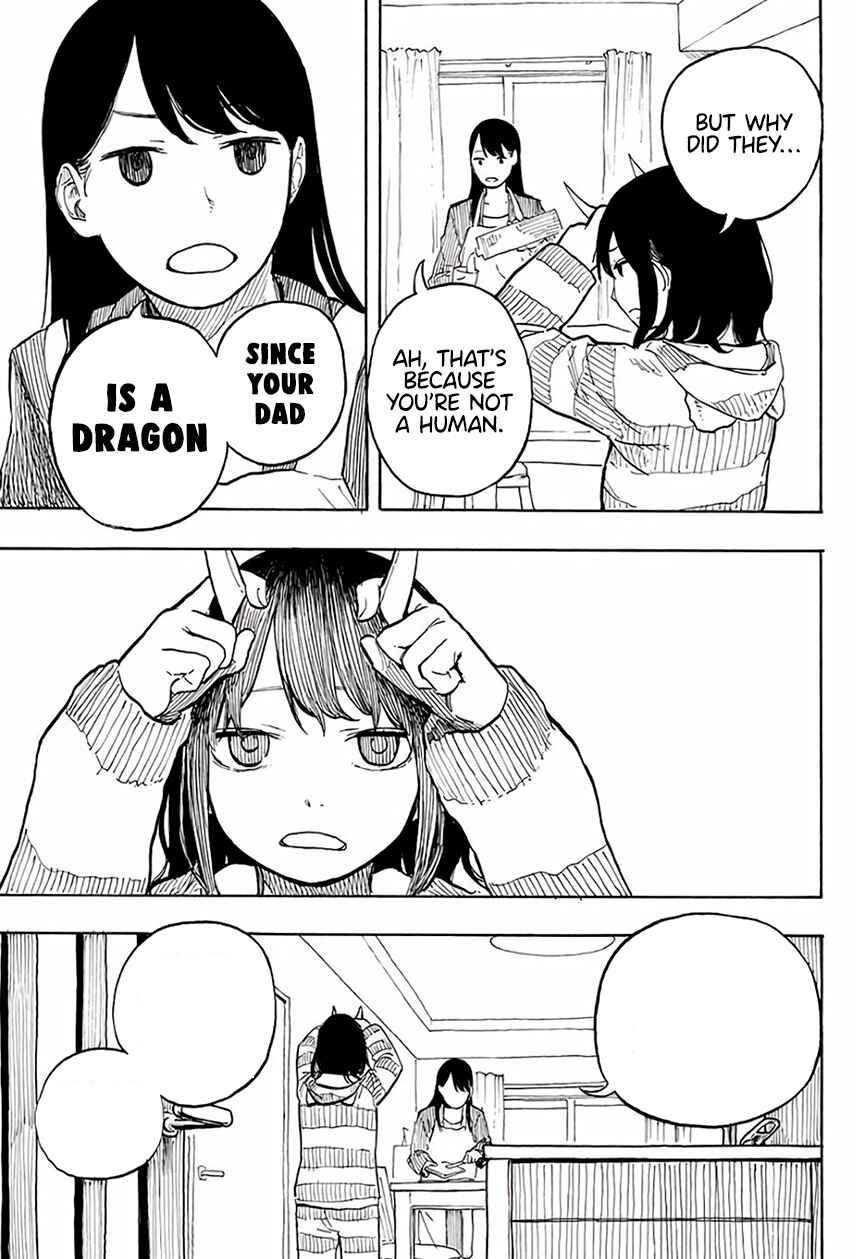 BUT WHY
DID THEY...
AH, THAT'S
BECAUSE
YOU'RE NOT
A HUMAN.
SINCE
YOUR
DAD
IS A
DRAGON